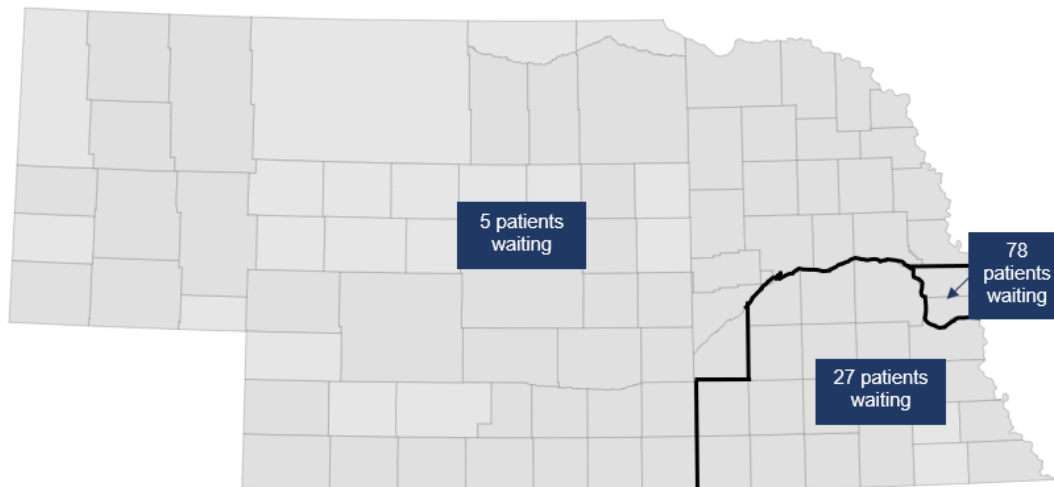 5 patients
waiting
78
patients
waiting
27 patients
waiting